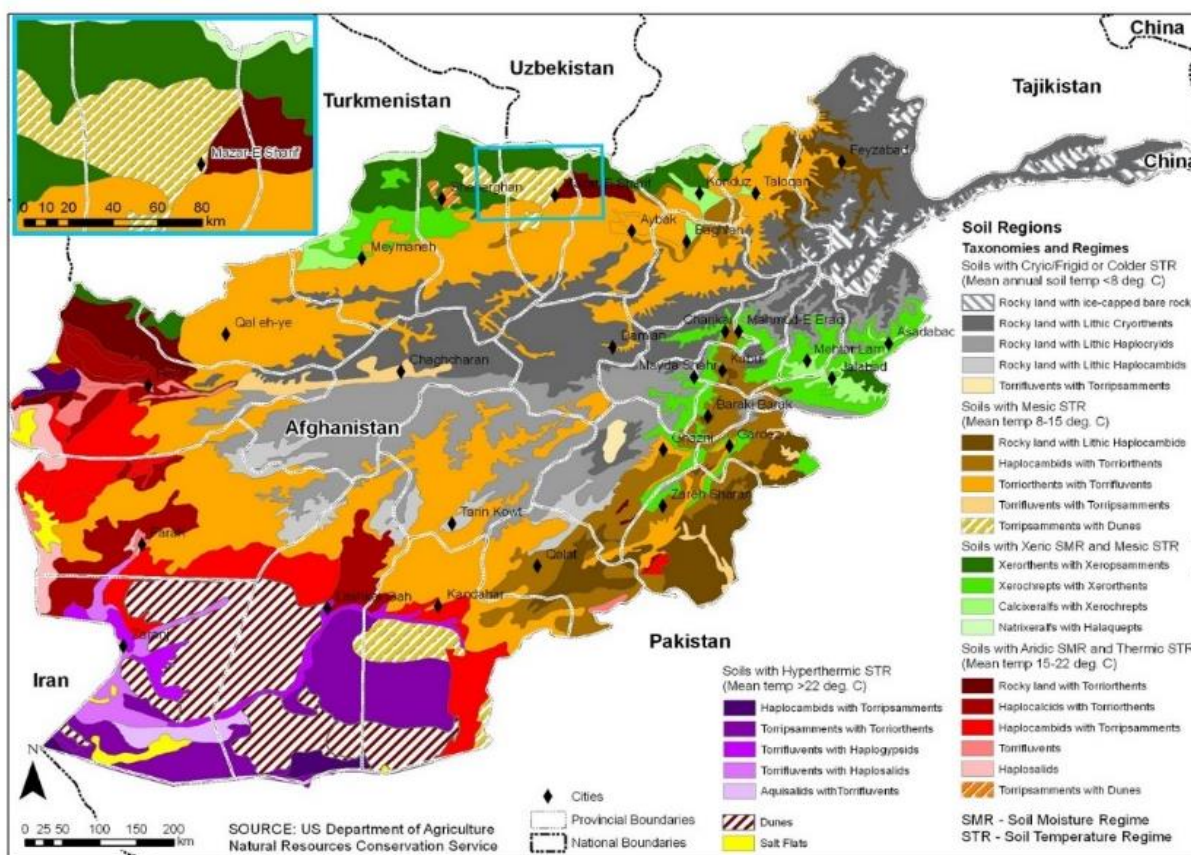 China
Uzbekistan
Tajikistan
Turkmenistan
China
Mazar-E Sharif
0 10 20 40 60 80
km
Feyzabad
Konduz
Taloqan
Aybak
Baghlan
Meymaneh
Qal eh-ye
Chaghcharan
Mahmud-E Eraqi
Asadabad
Mehtar Lam
Mayda Shahr
Kabul
Jalabad
Baraki Barak
Afghanistan
Ghazni
Gardez
Zareh Sharan
Tarin Kowt
Farah
Qalat
Kandahar
Zaranj
Pakistan
Iran
N
0 25 50 100 150 200
km
SOURCE: US Department of Agriculture
Natural Resources Conservation Service
Cities
Provincial Boundaries
National Boundaries
Soils with Hyperthermic STR
(Mean temp >22 deg. C)
Haplocambids with Torripsamments
Torripsamments with Torriorthents
Torrifluvents with Haplogypsids
Torrifluvents with Haplosalids
Aquisalids with Torrifluvents
Dunes
Salt Flats
Soil Regions
Taxonomies and Regimes
Soils with Cryic/Frigid or Colder STR
(Mean annual soil temp <8 deg. C)
Rocky land with ice-capped bare rock
Rocky land with Lithic Cryorthents
Rocky land with Lithic Haplocryids
Rocky land with Lithic Haplocambids
Torrifluvents with Torripsamments
Soils with Mesic STR
(Mean temp 8-15 deg. C)
Rocky land with Lithic Haplocambids
Haplocambids with Torriorthents
Torriorthents with Torrifluvents
Torrifluvents with Torripsamments
Torripsamments with Dunes
Soils with Xeric SMR and Mesic STR
Xerorthents with Xeropsamments
Xerochrepts with Xerorthents
Calcixeralfs with Xerochrepts
Natrixeralfs with Halaquepts
Soils with Aridic SMR and Thermic STR
(Mean temp 15-22 deg. C)
Rocky land with Torriorthents
Haplocalcids with Torriorthents
Haplocambids with Torripsamments
Torrifluvents
Haplosalids
Torripsamments with Dunes
SMR - Soil Moisture Regime
STR - Soil Temperature Regime